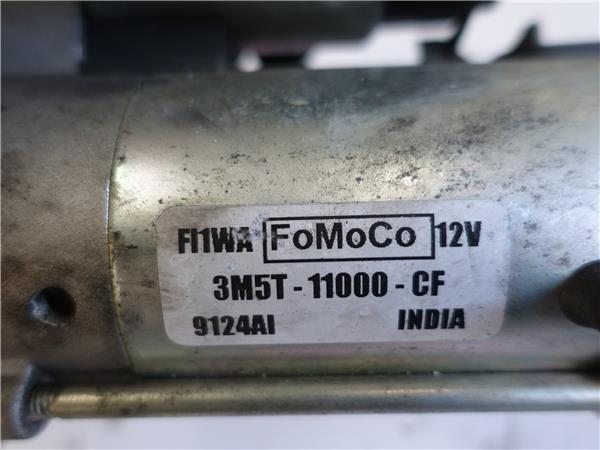 FI1WA FoMoCo 12V
3M5T - 11000 - CF
9124AI INDIA